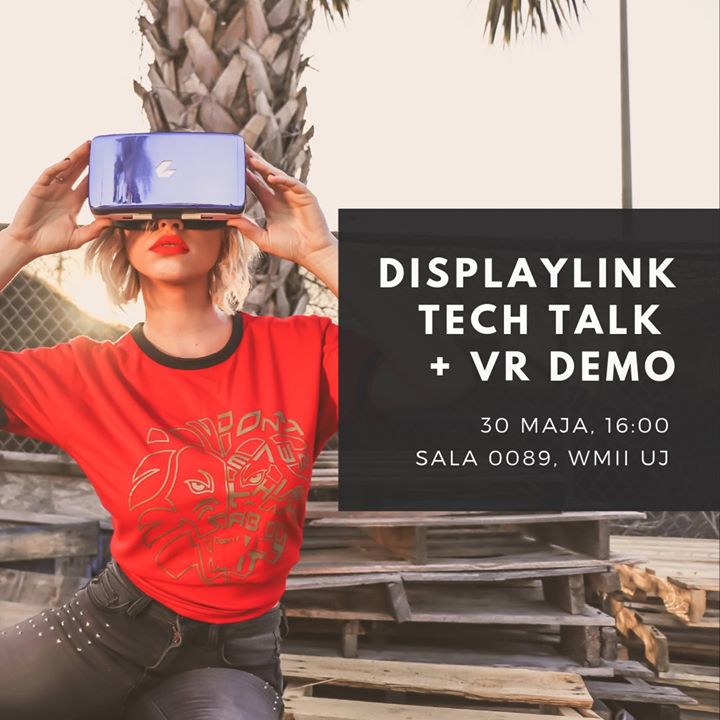 DISPLAYLINK
TECH TALK
+ VR DEMO
30 MAJA, 16:00
SALA 0089, WMII UJ